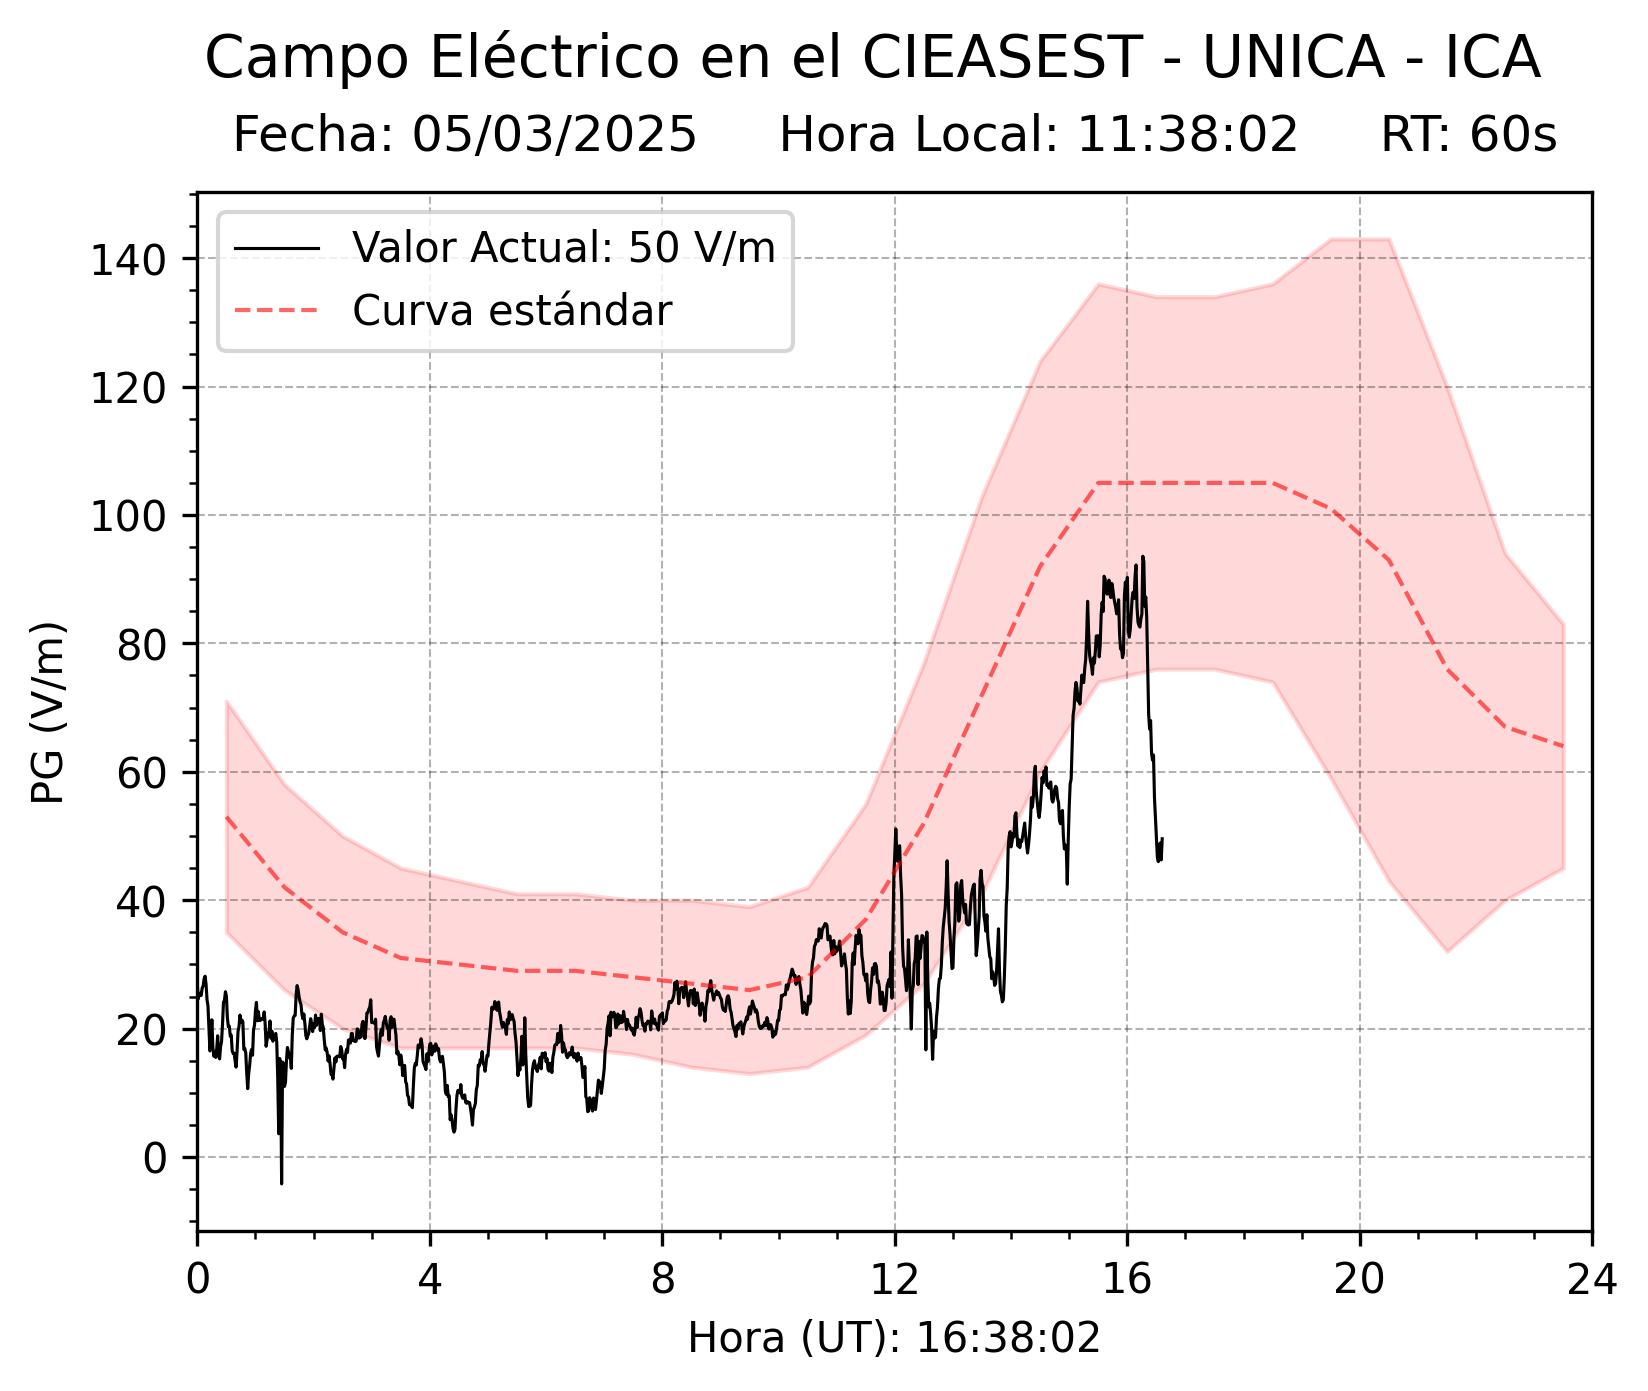 Campo Eléctrico en el CIEASEST - UNICA - ICA
Fecha: 05/03/2025 Hora Local: 11:38:02 RT: 60s
Valor Actual: 50 V/m
Curva estándar
PG (V/m)
140
120
100
80
60
40
20
0
0 4 8 12 16 20 24
Hora (UT): 16:38:02